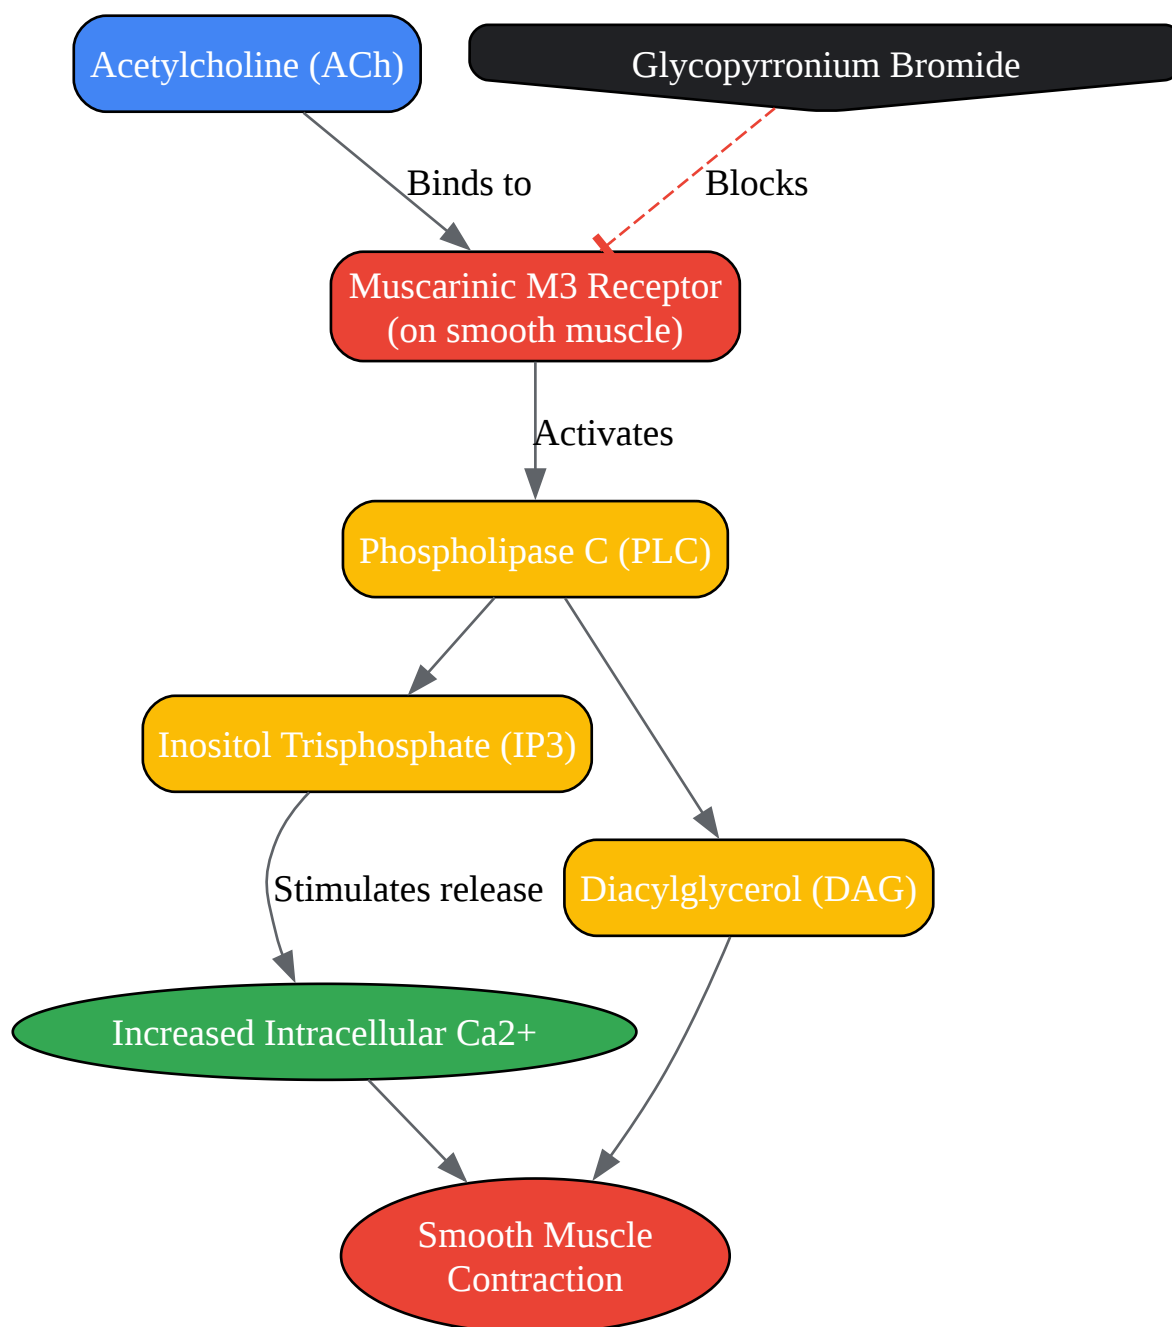 Acetylcholine (ACh)
Glycopyrronium Bromide
Binds to
Blocks
Muscarinic M3 Receptor
(on smooth muscle)
Activates
Phospholipase C (PLC)
Inositol Trisphosphate (IP3)
Stimulates release
Diacylglycerol (DAG)
Increased Intracellular Ca2+
Smooth Muscle
Contraction